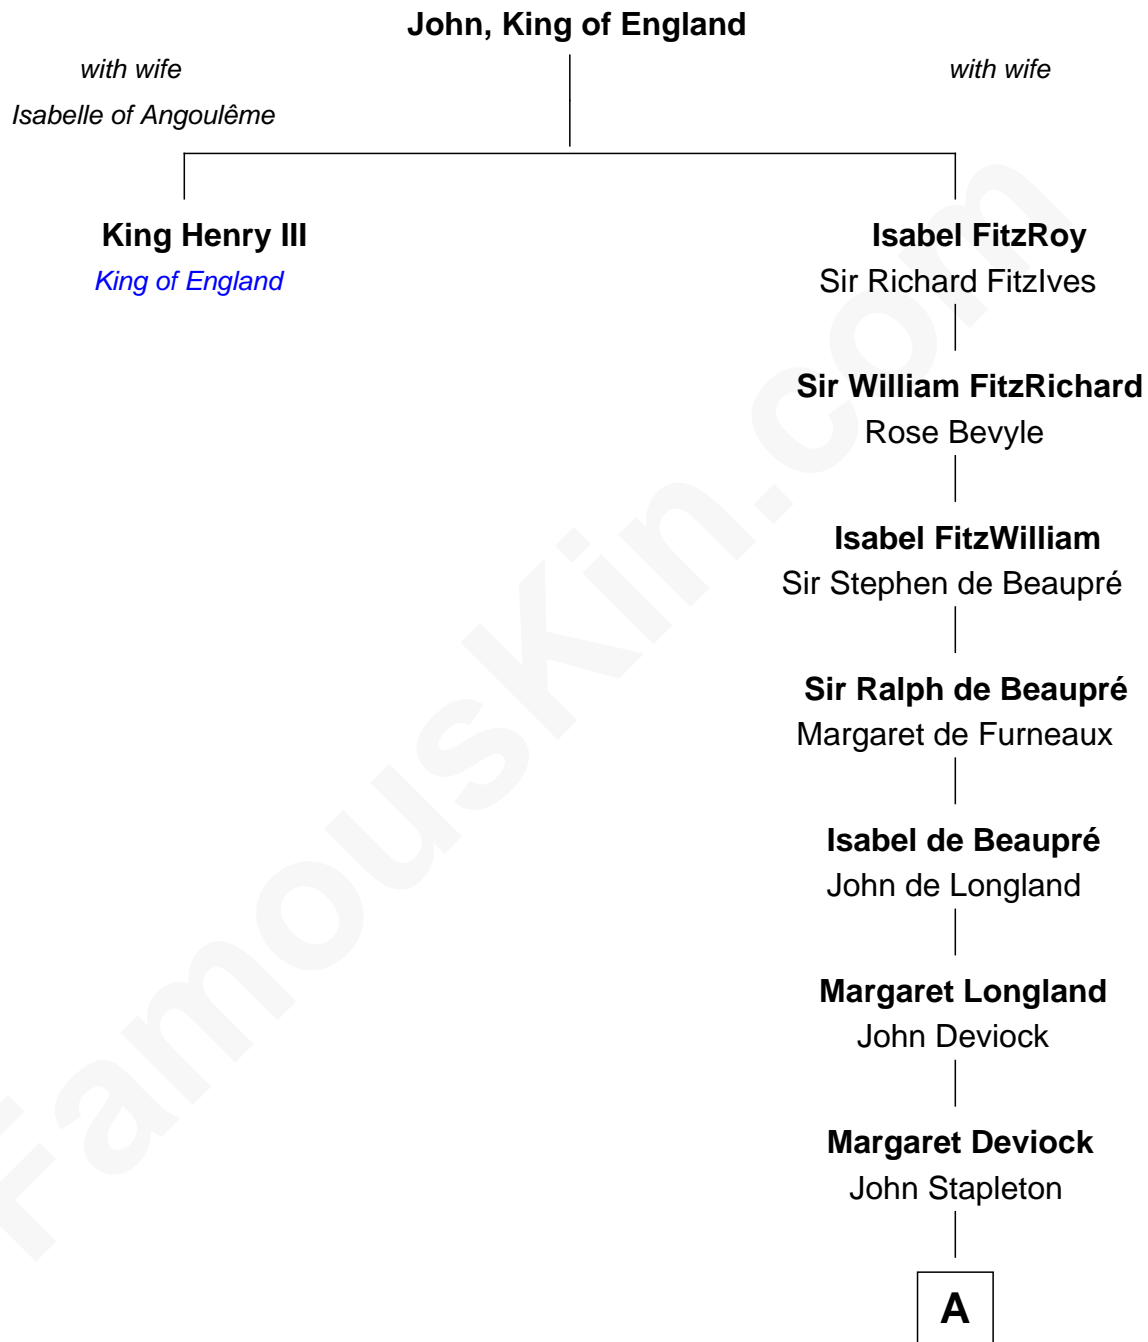 John, King of England
with wife
Isabelle of Angoulême
with wife
King Henry III
King of England
Isabel FitzRoy
Sir Richard FitzIves
Sir William FitzRichard
Rose Bevyle
Isabel FitzWilliam
Sir Stephen de Beaupré
Sir Ralph de Beaupré
Margaret de Furneaux
Isabel de Beaupré
John de Longland
Margaret Longland
John Deviock
Margaret Deviock
John Stapleton
A
FamousKin.com